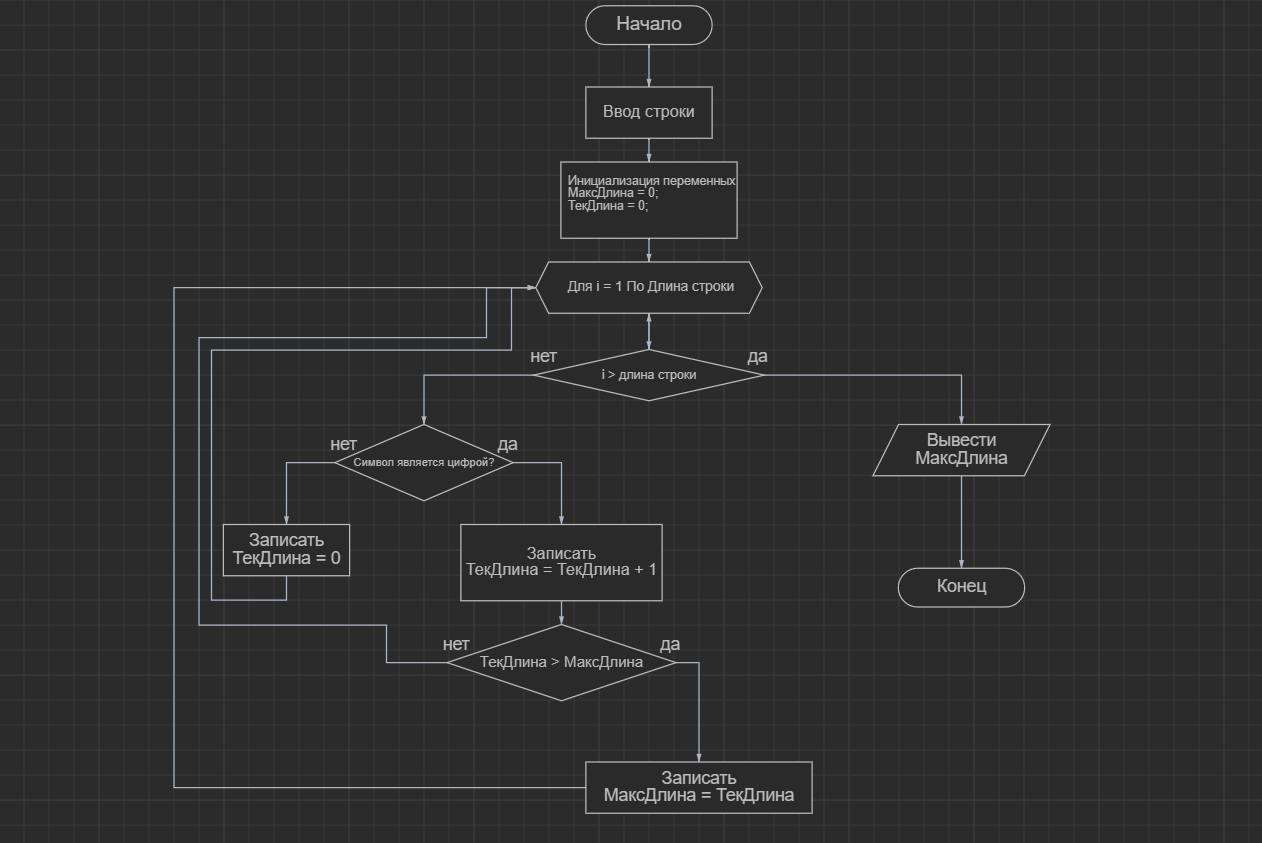 Начало
Ввод строки
Инициализация переменных
МаксДлина = 0;
ТекДлина = 0;
Для i = 1 По Длина строки
нет
да
i > длина строки
нет
да
Символ является цифрой?
Вывести
МаксДлина
Записать
ТекДлина = 0
Записать
ТекДлина = ТекДлина + 1
Конец
нет
да
ТекДлина > МаксДлина
Записать
МаксДлина = ТекДлина